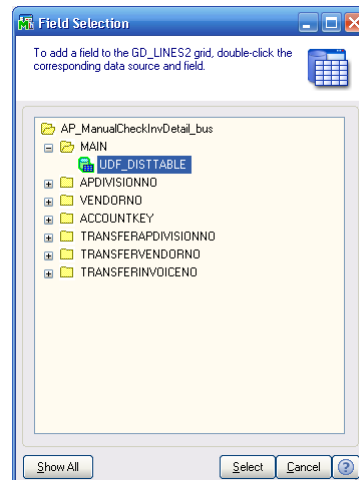 Field Selection
To add a field to the GD_LINES2 grid, double-click the
corresponding data source and field.
AP_ManualCheckInvDetail_bus
MAIN
UDF_DISTTABLE
APDIVISIONNO
VENDORNO
ACCOUNTKEY
TRANSFERAPDIVISIONNO
TRANSFERVENDORNO
TRANSFERINVOICENO
Show All Select Cancel ?